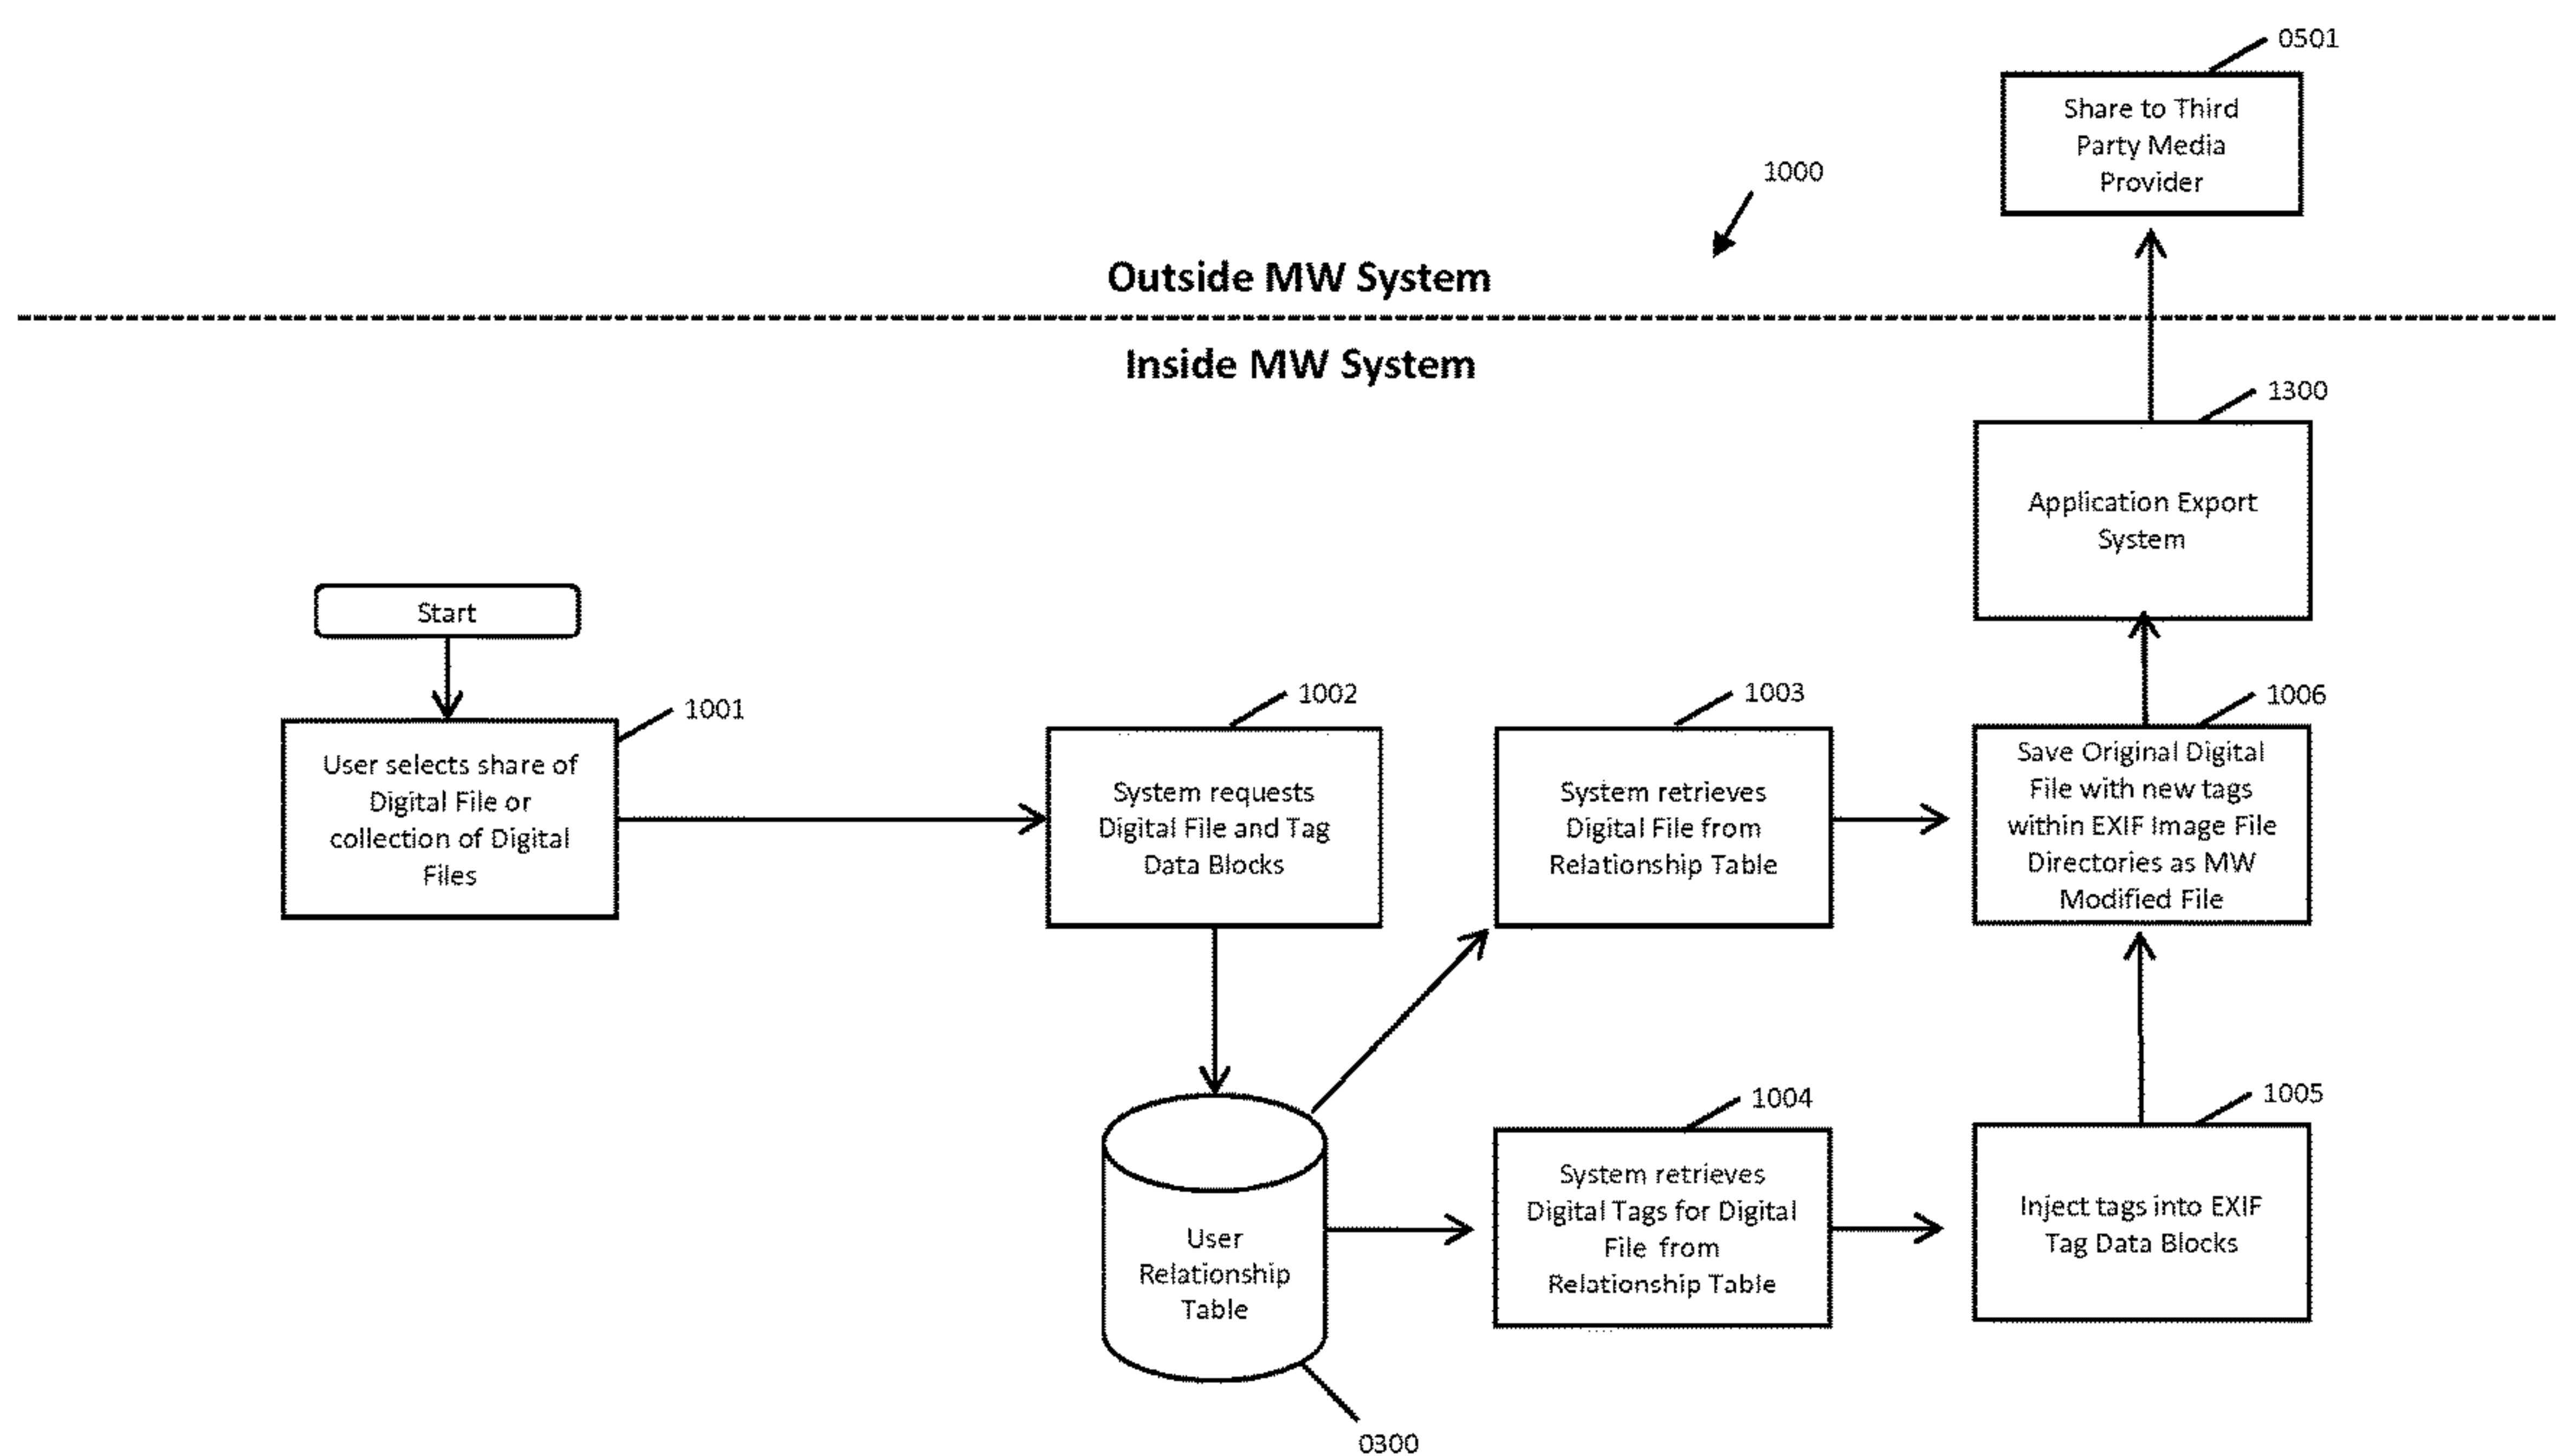 0501
Share to Third
Party Media
Provider
1000
Outside MW System
Inside MW System
1300
Application Export
System
Start
1001
User selects share of
Digital File or
collection of Digital
Files
1002
System requests
Digital File and Tag
Data Blocks
1003
System retrieves
Digital File from
Relationship Table
1006
Save Original Digital
File with new tags
within EXIF Image File
Directories as MW
Modified File
User
Relationship
Table
0300
1004
System retrieves
Digital Tags for Digital
File from
Relationship Table
1005
Inject tags into EXIF
Tag Data Blocks